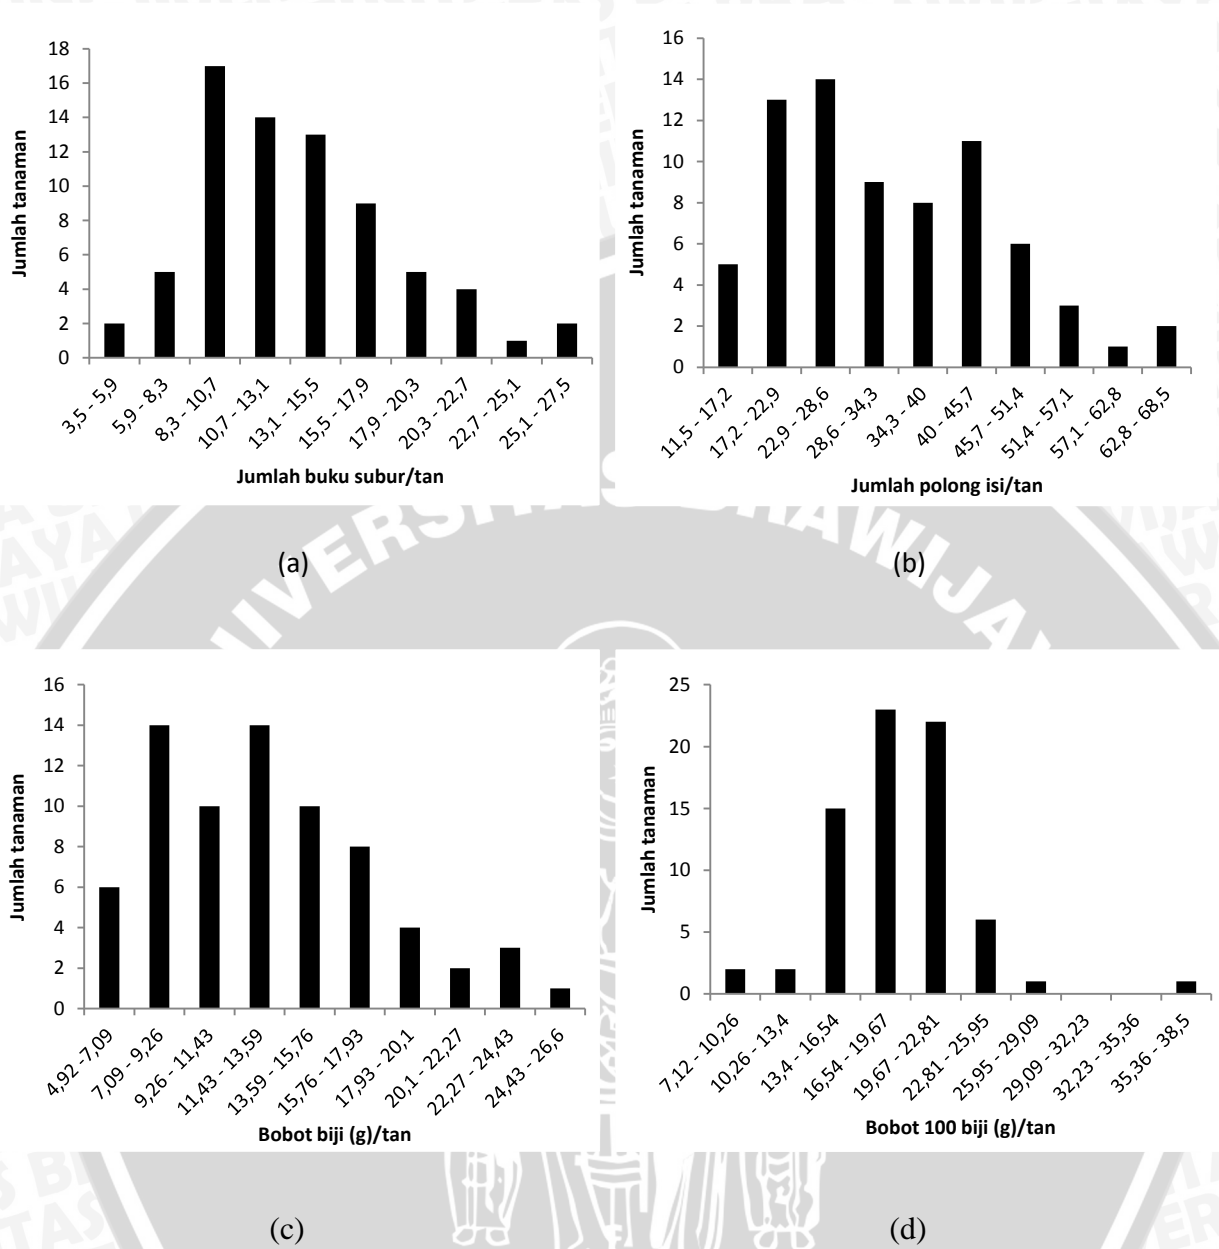 18
16
14
12
10
8
6
4
2
0
Jumlah tanaman
3,5 - 5,9
5,9 - 8,3
8,3 - 10,7
10,7 - 13,1
13,1 - 15,5
15,5 - 17,9
17,9 - 20,3
20,3 - 22,7
22,7 - 25,1
25,1 - 27,5
Jumlah buku subur/tan
(a)
16
14
12
10
8
6
4
2
0
Jumlah tanaman
11,5 - 17,2
17,2 - 22,9
22,9 - 28,6
28,6 - 34,3
34,3 - 40
40 - 45,7
45,7 - 51,4
51,4 - 57,1
57,1 - 62,8
62,8 - 68,5
Jumlah polong isi/tan
(b)
16
14
12
10
8
6
4
2
0
Jumlah tanaman
4,92-7,09
7,09 - 9,26
9,26 - 11,43
11,43 - 13,59
13,59 - 15,76
15,76 - 17,93
17,93 - 20,1
20,1 - 22,27
22,27 - 24,43
24,43 - 26,6
Bobot biji (g)/tan
(c)
25
20
15
10
5
0
Jumlah tanaman
7,12 - 10,26
10,26 - 13,4
13,4 - 16,54
16,54 - 19,67
19,67 - 22,81
22,81 - 25,95
25,95 - 29,09
29,09 - 32,23
32,23 - 35,36
35,36 - 38,5
Bobot 100 biji (g)/tan
(d)